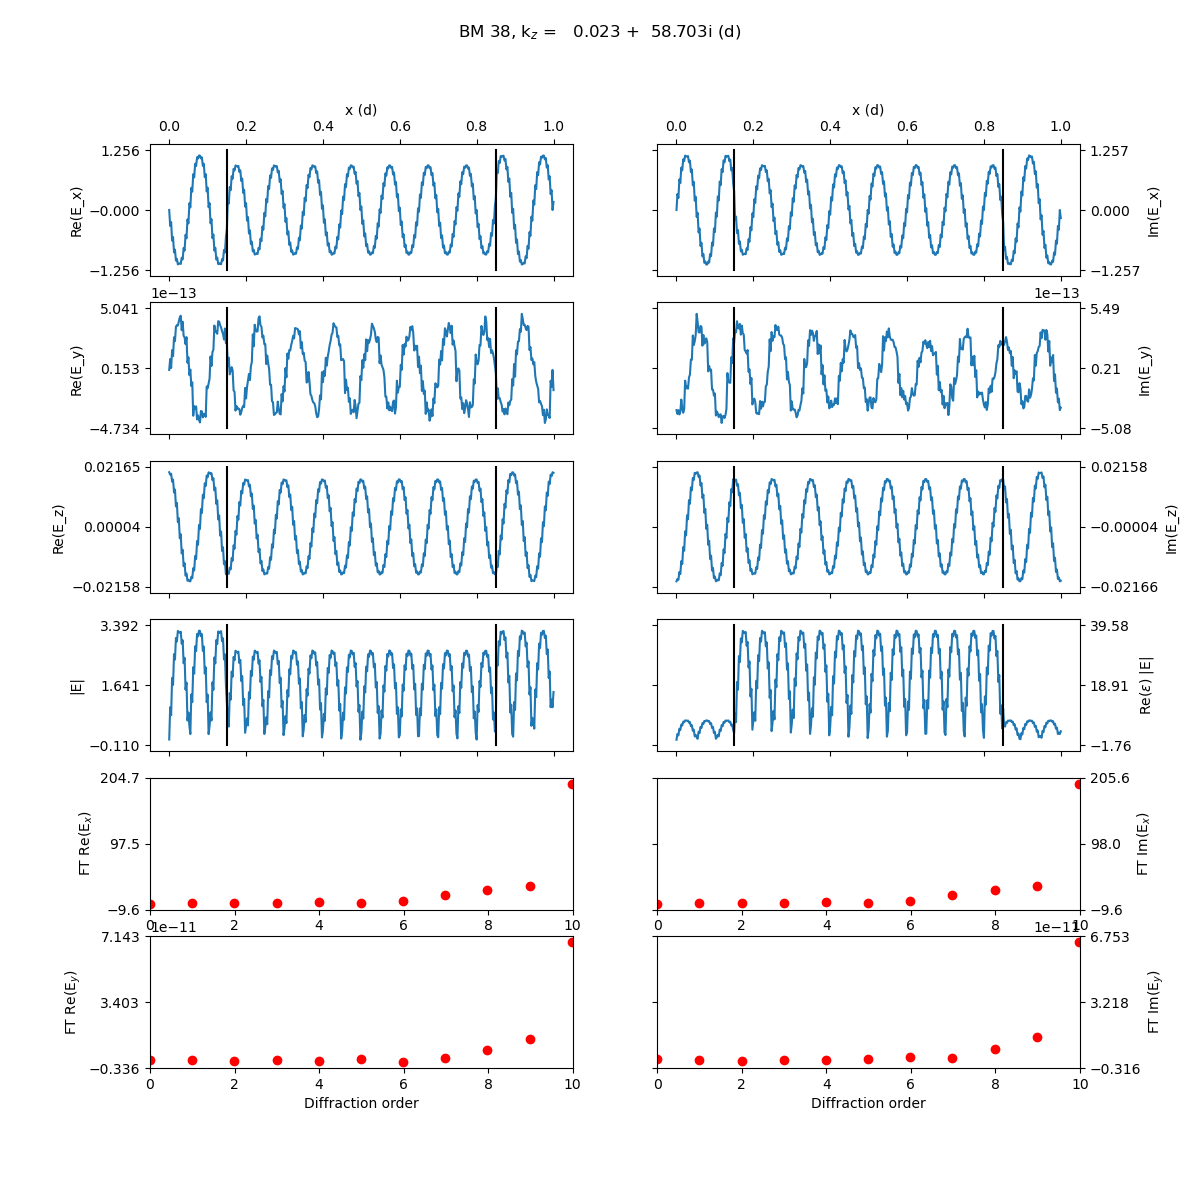 BM 38, k_z = 0.023 + 58.703i (d)
x (d)
x (d)
0.0 0.2 0.4 0.6 0.8 1.0
0.0 0.2 0.4 0.6 0.8 1.0
Re(E_x)
1.256
−0.000
−1.256
1.257
0.000
−1.257
Im(E_x)
1e−13
Re(E_y)
5.041
0.153
−4.734
1e−13
5.49
0.21
−5.08
Im(E_y)
Re(E_z)
0.02165
0.00004
−0.02158
0.02158
−0.00004
−0.02166
Im(E_z)
|E|
3.392
1.641
−0.110
39.58
18.91
−1.76
Re(ε) |E|
FT Re(E_x)
204.7
97.5
−9.6
0 2 4 6 8 10
205.6
98.0
−9.6
FT Im(E_x)
0 2 4 6 8 10
1e−11
FT Re(E_y)
7.143
3.403
−0.336
0 2 4 6 8 10
Diffraction order
1e−11
6.753
3.218
−0.316
FT Im(E_y)
0 2 4 6 8 10
Diffraction order